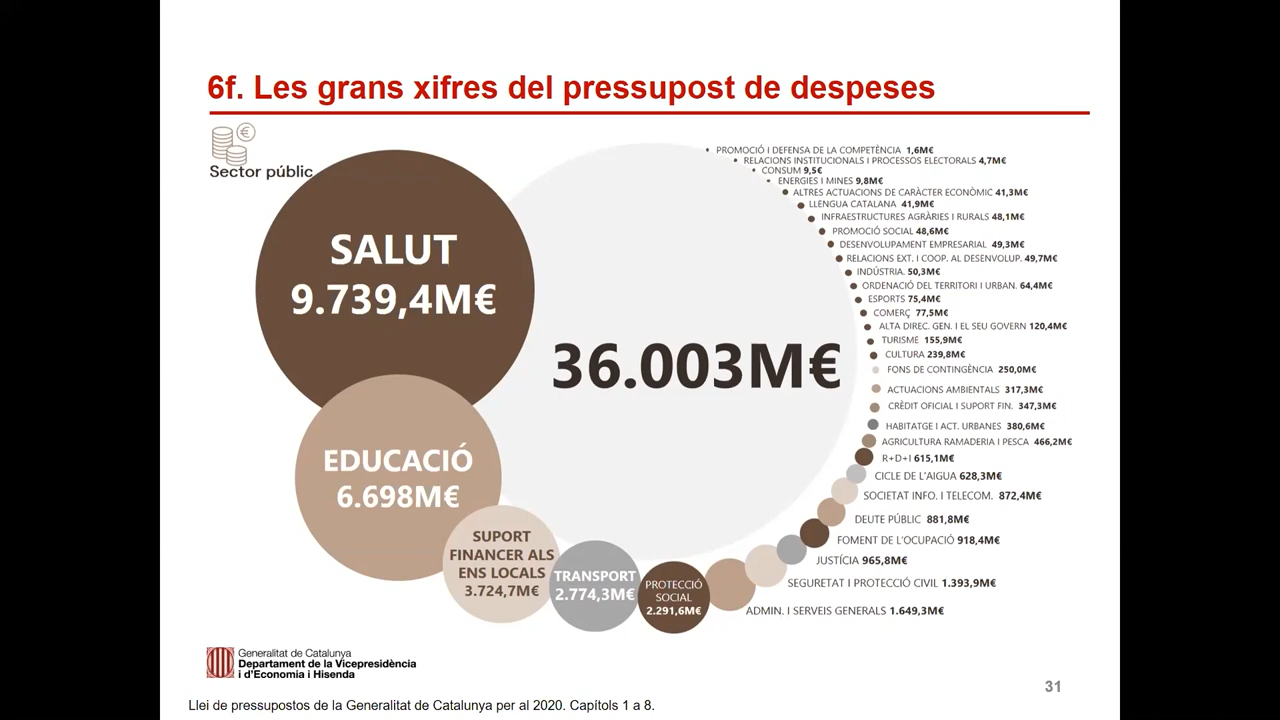 6f. Les grans xifres del pressupost de despeses
Sector públic
SALUT
9.739,4M€
EDUCACIÓ
6.698M€
SUPORT
FINANCER ALS
ENS LOCALS
3.724,7M€
TRANSPORT
2.774,3M€
PROTECCIÓ
SOCIAL
2.291,6M€
36.003M€
PROMOCIÓ I DEFENSA DE LA COMPETÈNCIA 1,6M€
RELACIONS INSTITUCIONALS I PROCESSOS ELECTORALS 4,7M€
CONSUM 9,5€
ENERGIES I MINES 9,8M€
ALTRES ACTUACIONS DE CARÀCTER ECONÒMIC 41,3M€
LLENGUA CATALANA 41,9M€
INFRAESTRUCTURES AGRÀRIES I RURALS 48,1M€
PROMOCIÓ SOCIAL 48,6M€
DESENVOLUPAMENT EMPRESARIAL 49,3M€
RELACIONS EXT. I COOP. AL DESENVOLUP. 49,7M€
INDÚSTRIA. 50,3M€
ORDENACIÓ DEL TERRITORI I URBAN. 64,4M€
ESPORTS 75,4M€
COMERÇ 77,5M€
ALTA DIREC. GEN. I EL SEU GOVERN 120,4M€
TURISME 155,9M€
CULTURA 239,8M€
FONS DE CONTINGÈNCIA 250,0M€
ACTUACIONS AMBIENTALS 317,3M€
CRÈDIT OFICIAL I SUPORT FIN. 347,3M€
HABITATGE I ACT. URBANES 380,6M€
AGRICULTURA RAMADERIA I PESCA 466,2M€
R+D+I 615,1M€
CICLE DE L'AIGUA 628,3M€
SOCIETAT INFO. I TELECOM. 872,4M€
DEUTE PÚBLIC 881,8M€
FOMENT DE L'OCUPACIÓ 918,4M€
JUSTÍCIA 965,8M€
SEGURETAT I PROTECCIÓ CIVIL 1.393,9M€
ADMIN. I SERVEIS GENERALS 1.649,3M€
Generalitat de Catalunya
Departament de la Vicepresidència
i d'Economia i Hisenda
31
Llei de pressupostos de la Generalitat de Catalunya per al 2020. Capítols 1 a 8.